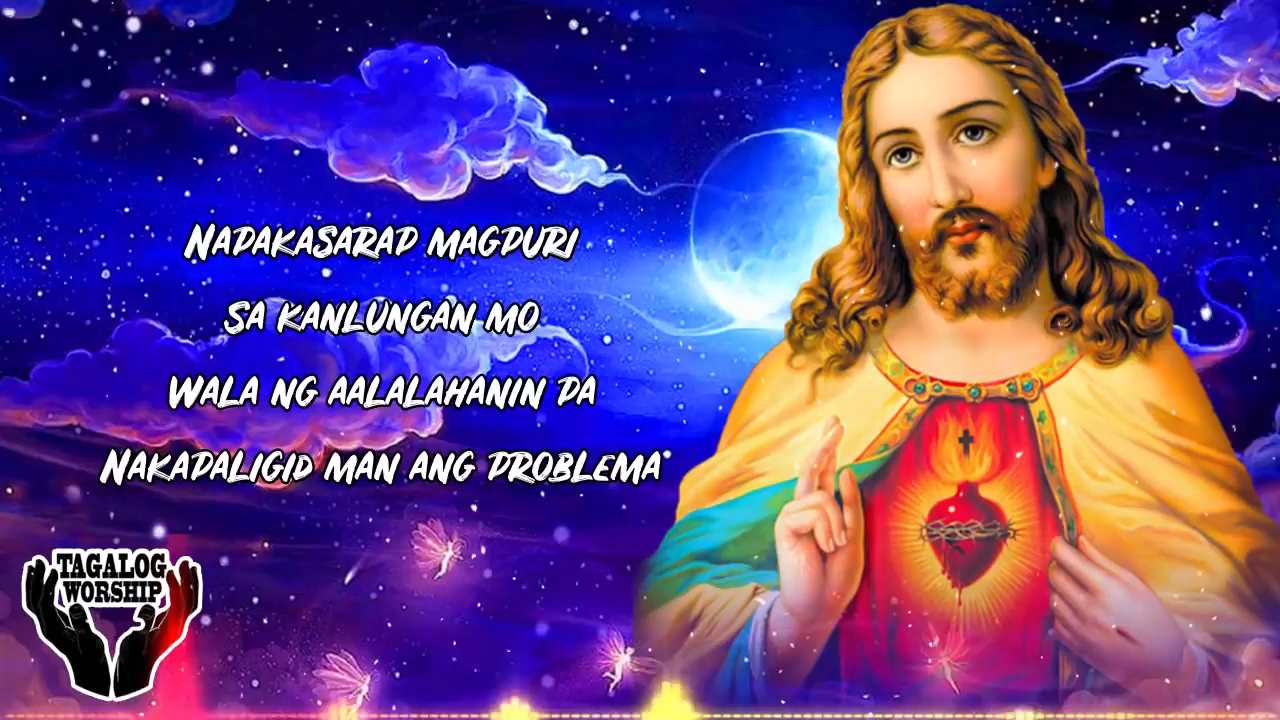 Napakasarap magpuri
sa kanlungan mo
Wala ng aalalahanin pa
Nakapaligid man ang problema
TAGALOG
WORSHIP